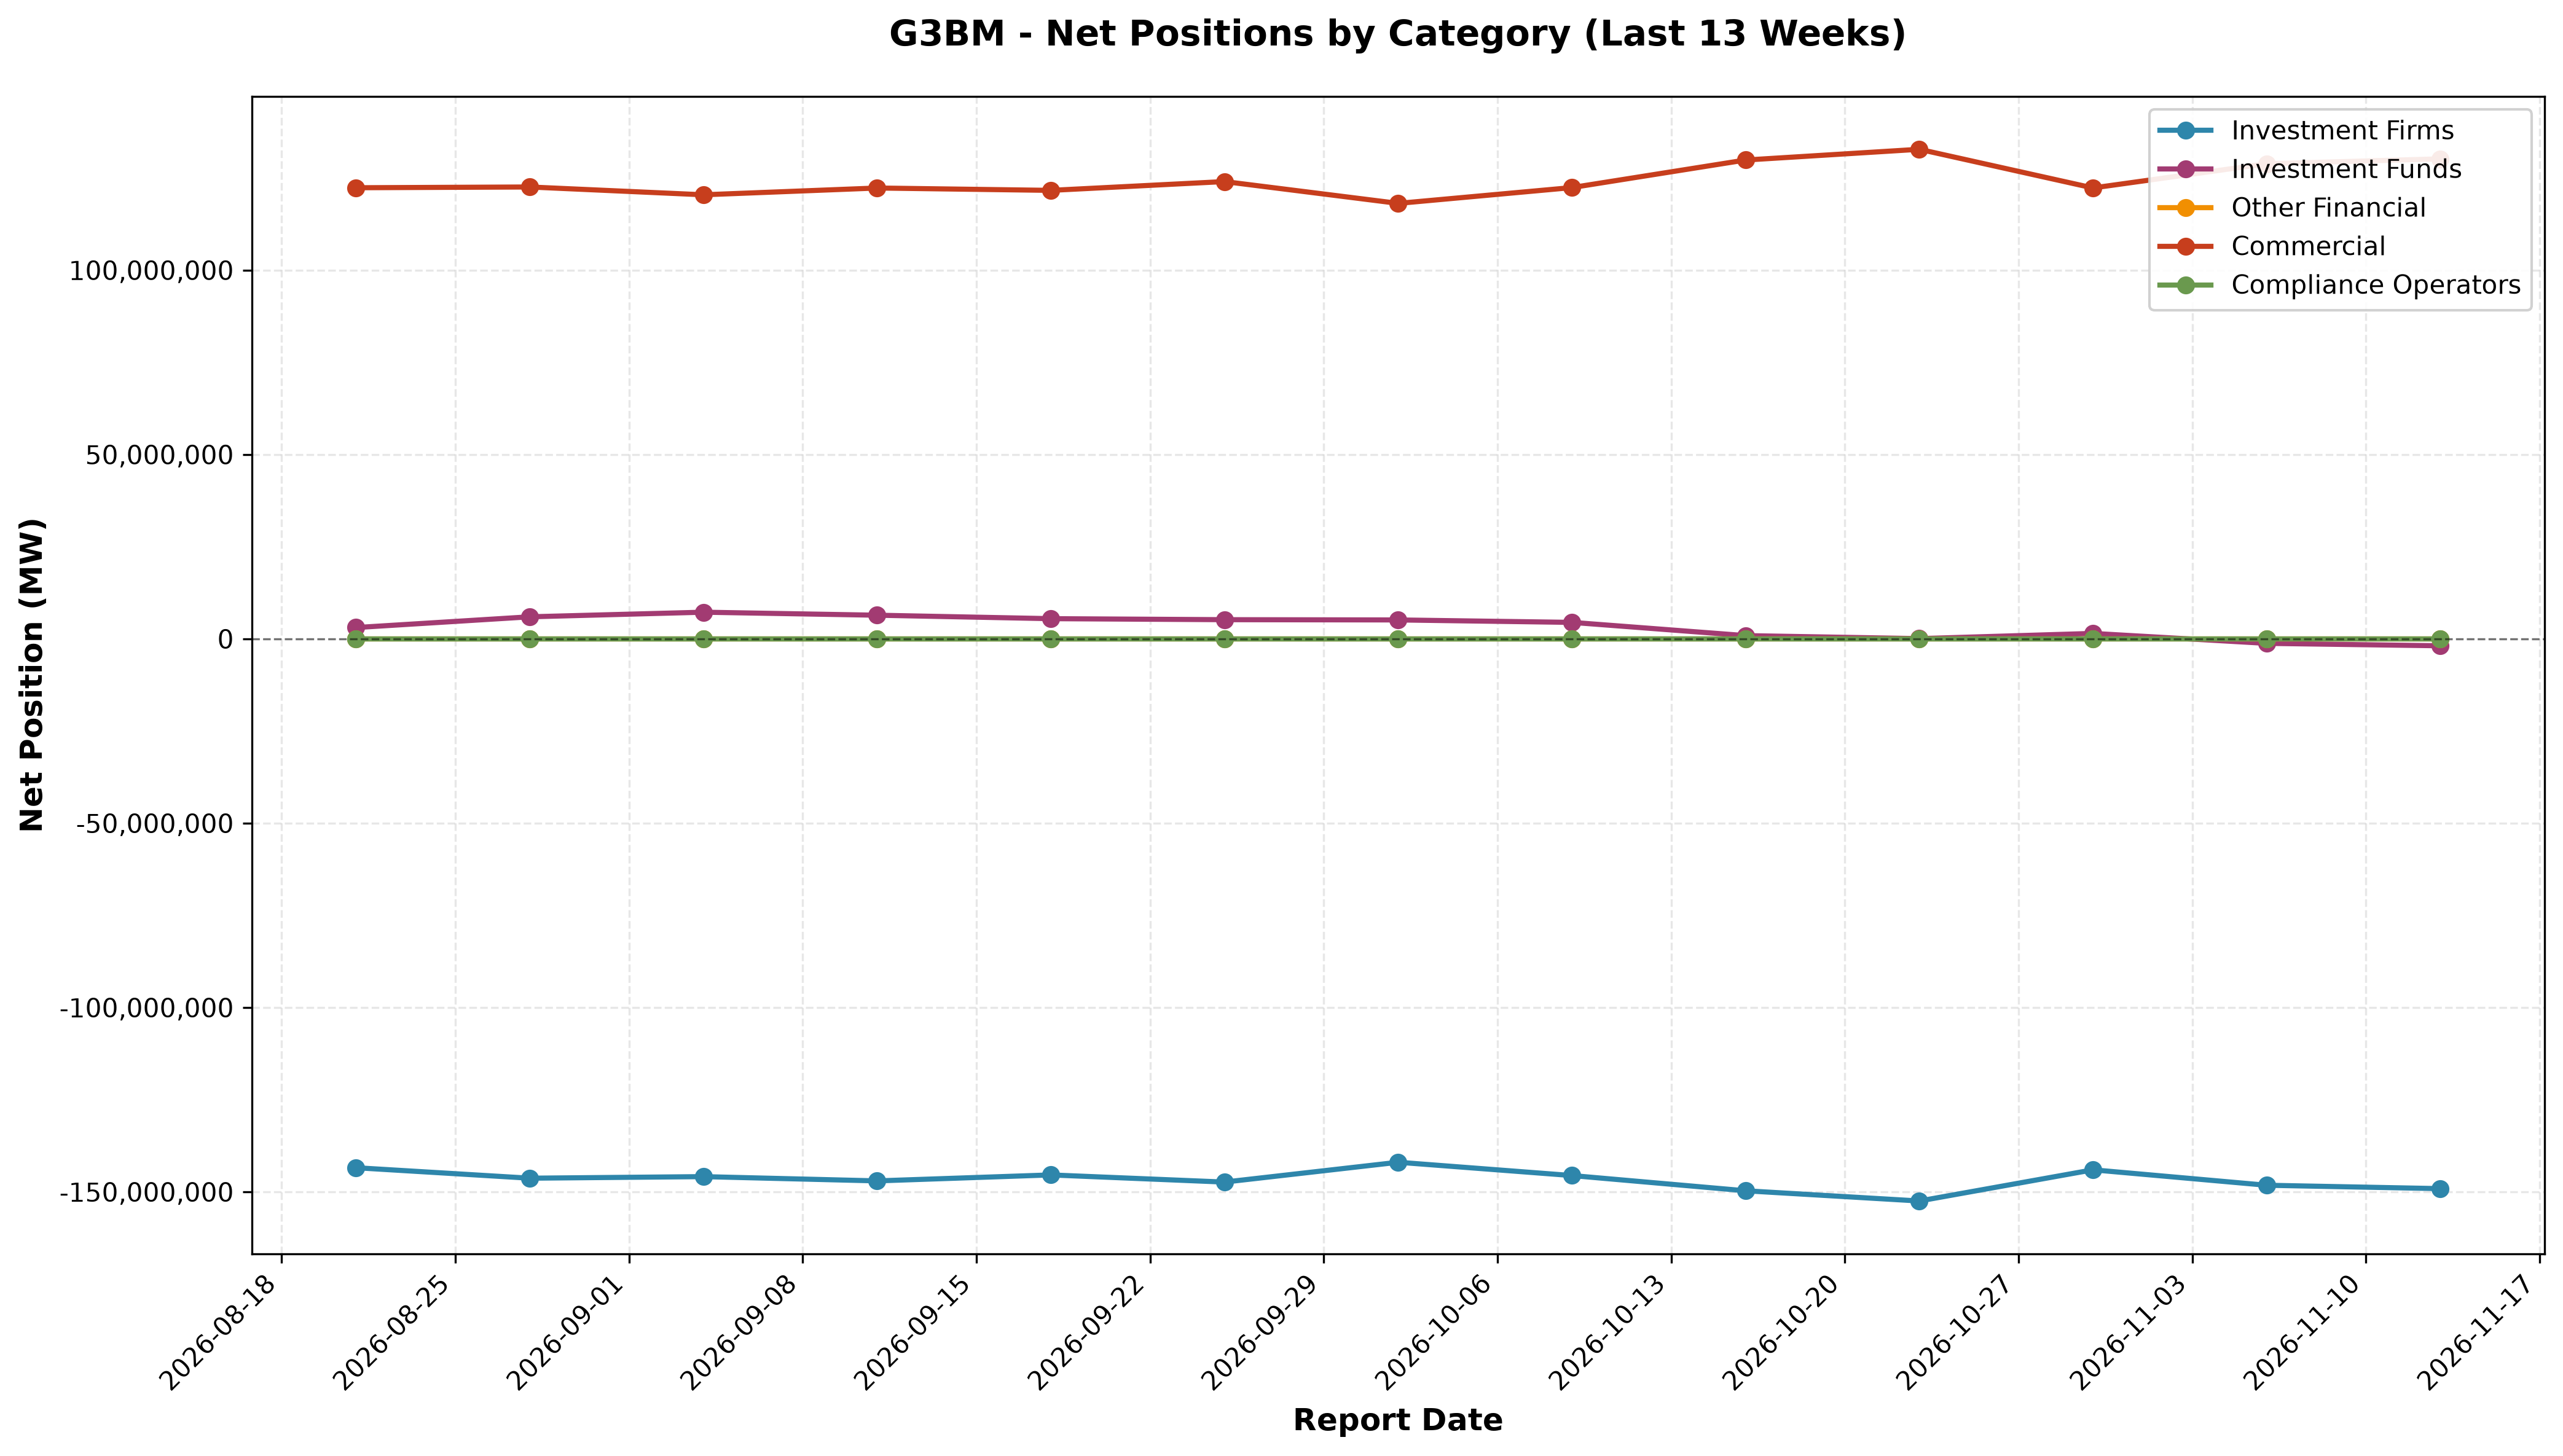 G3BM - Net Positions by Category (Last 13 Weeks)
Investment Firms
Investment Funds
Other Financial
Commercial
Compliance Operators
Net Position (MW)
100,000,000
50,000,000
0
-50,000,000
-100,000,000
-150,000,000
2026-08-18
2026-08-25
2026-09-01
2026-09-08
2026-09-15
2026-09-22
2026-09-29
2026-10-06
2026-10-13
2026-10-20
2026-10-27
2026-11-03
2026-11-10
2026-11-17
Report Date